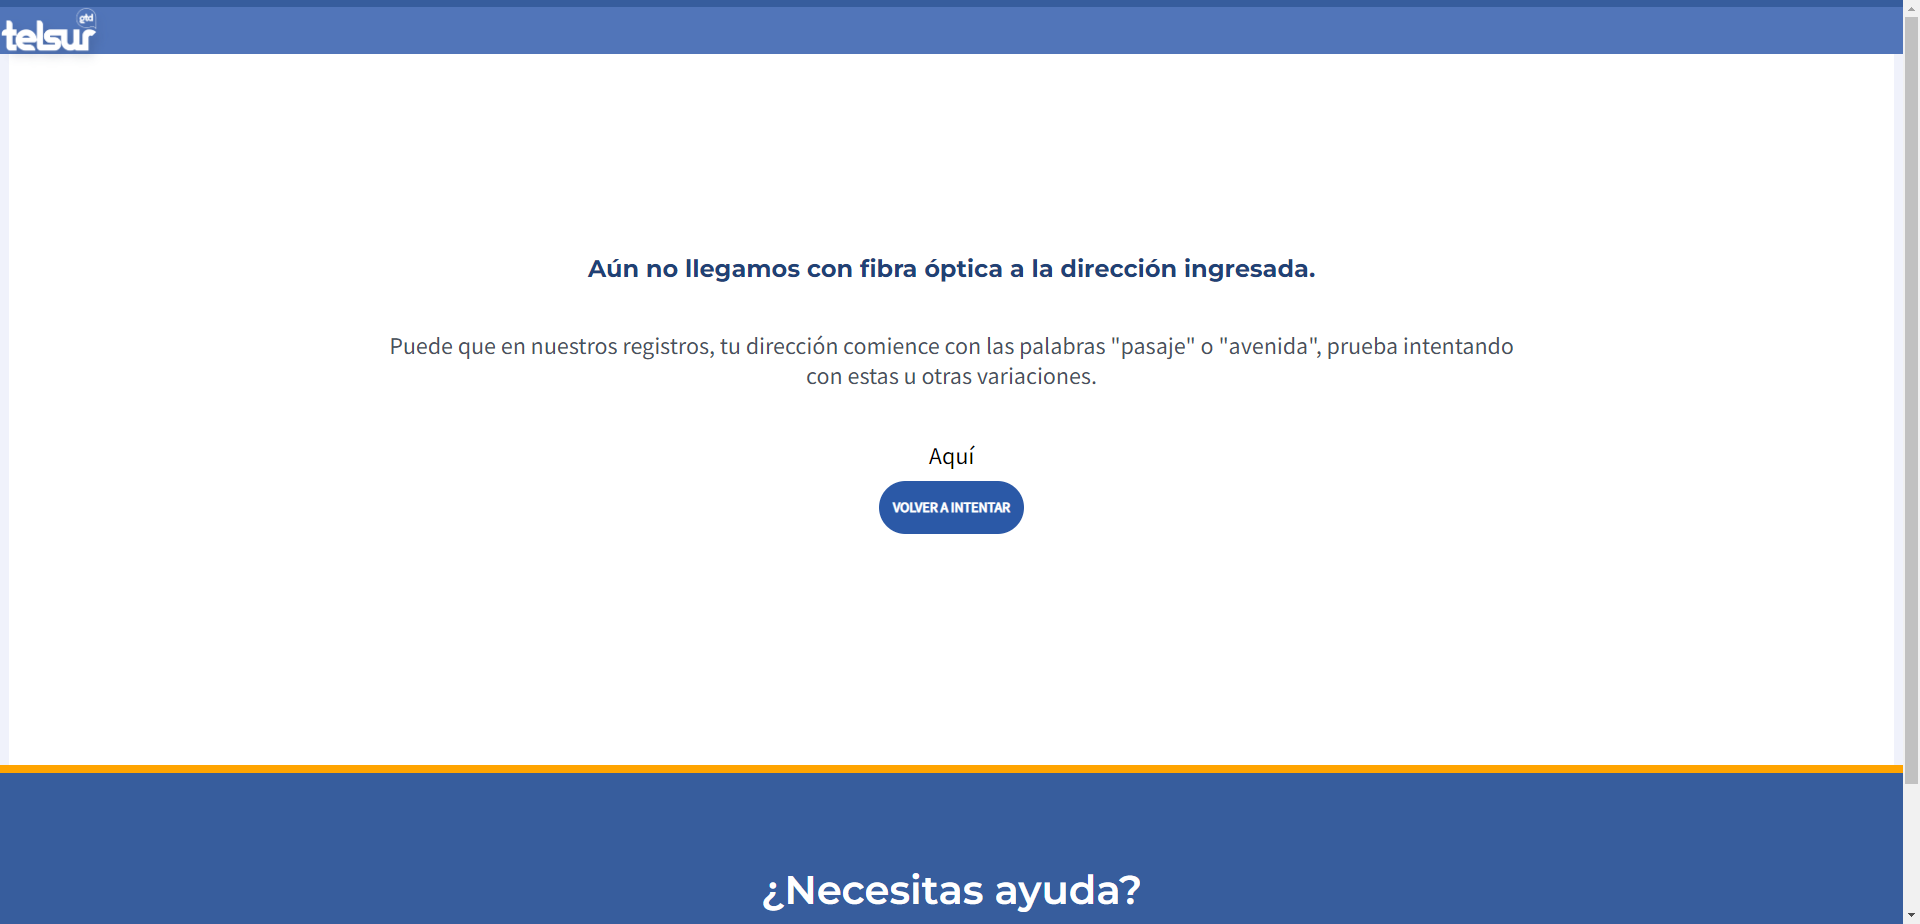 gtd
telsur
Aún no llegamos con fibra óptica a la dirección ingresada.
Puede que en nuestros registros, tu dirección comience con las palabras "pasaje" o "avenida", prueba intentando
con estas u otras variaciones.
Aquí
VOLVER A INTENTAR
¿Necesitas ayuda?